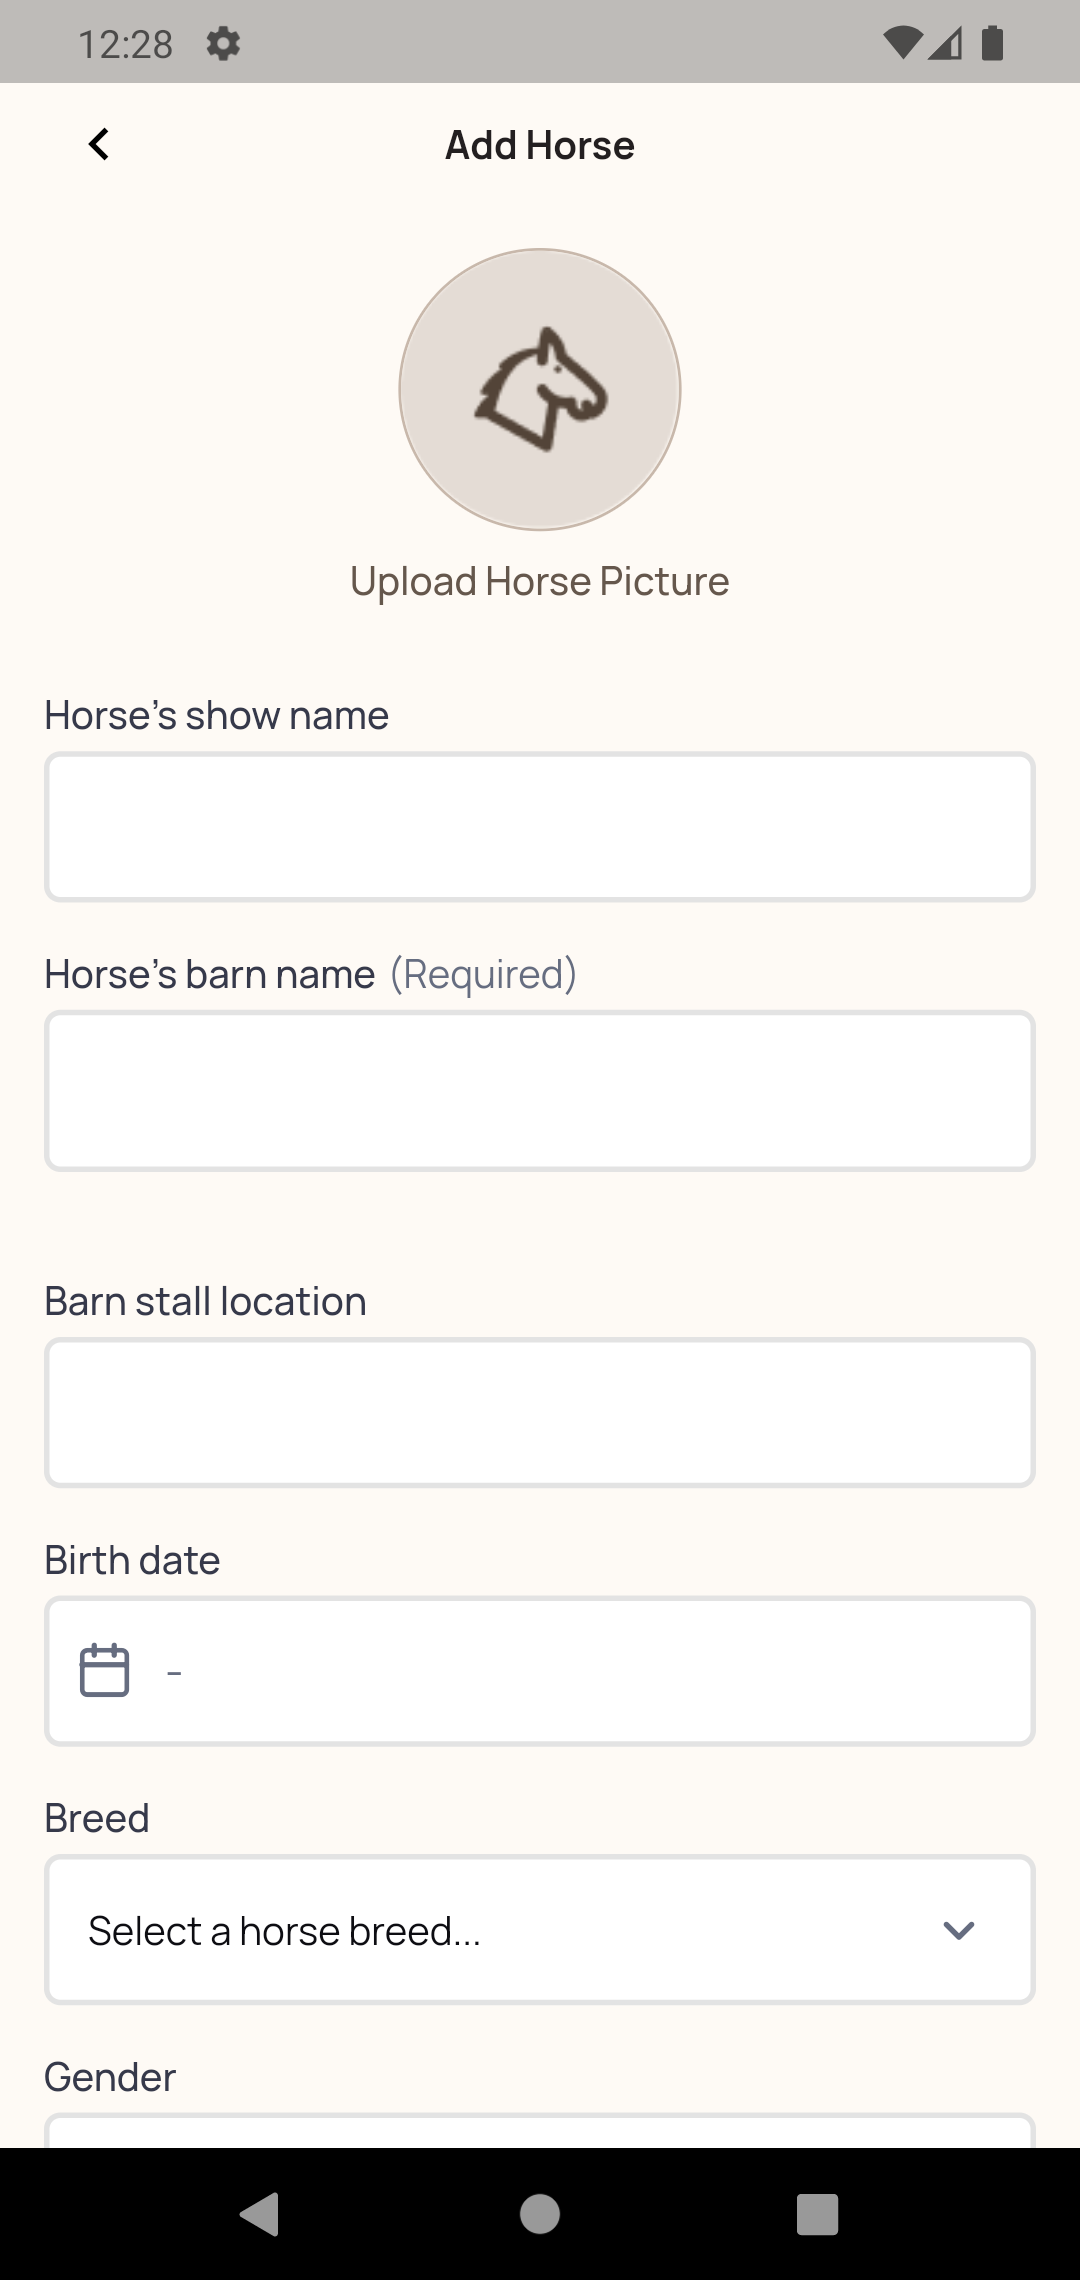 12:28
Add Horse
Upload Horse Picture
Horse's show name
Horse's barn name (Required)
Barn stall location
Birth date
-
Breed
Select a horse breed...
Gender